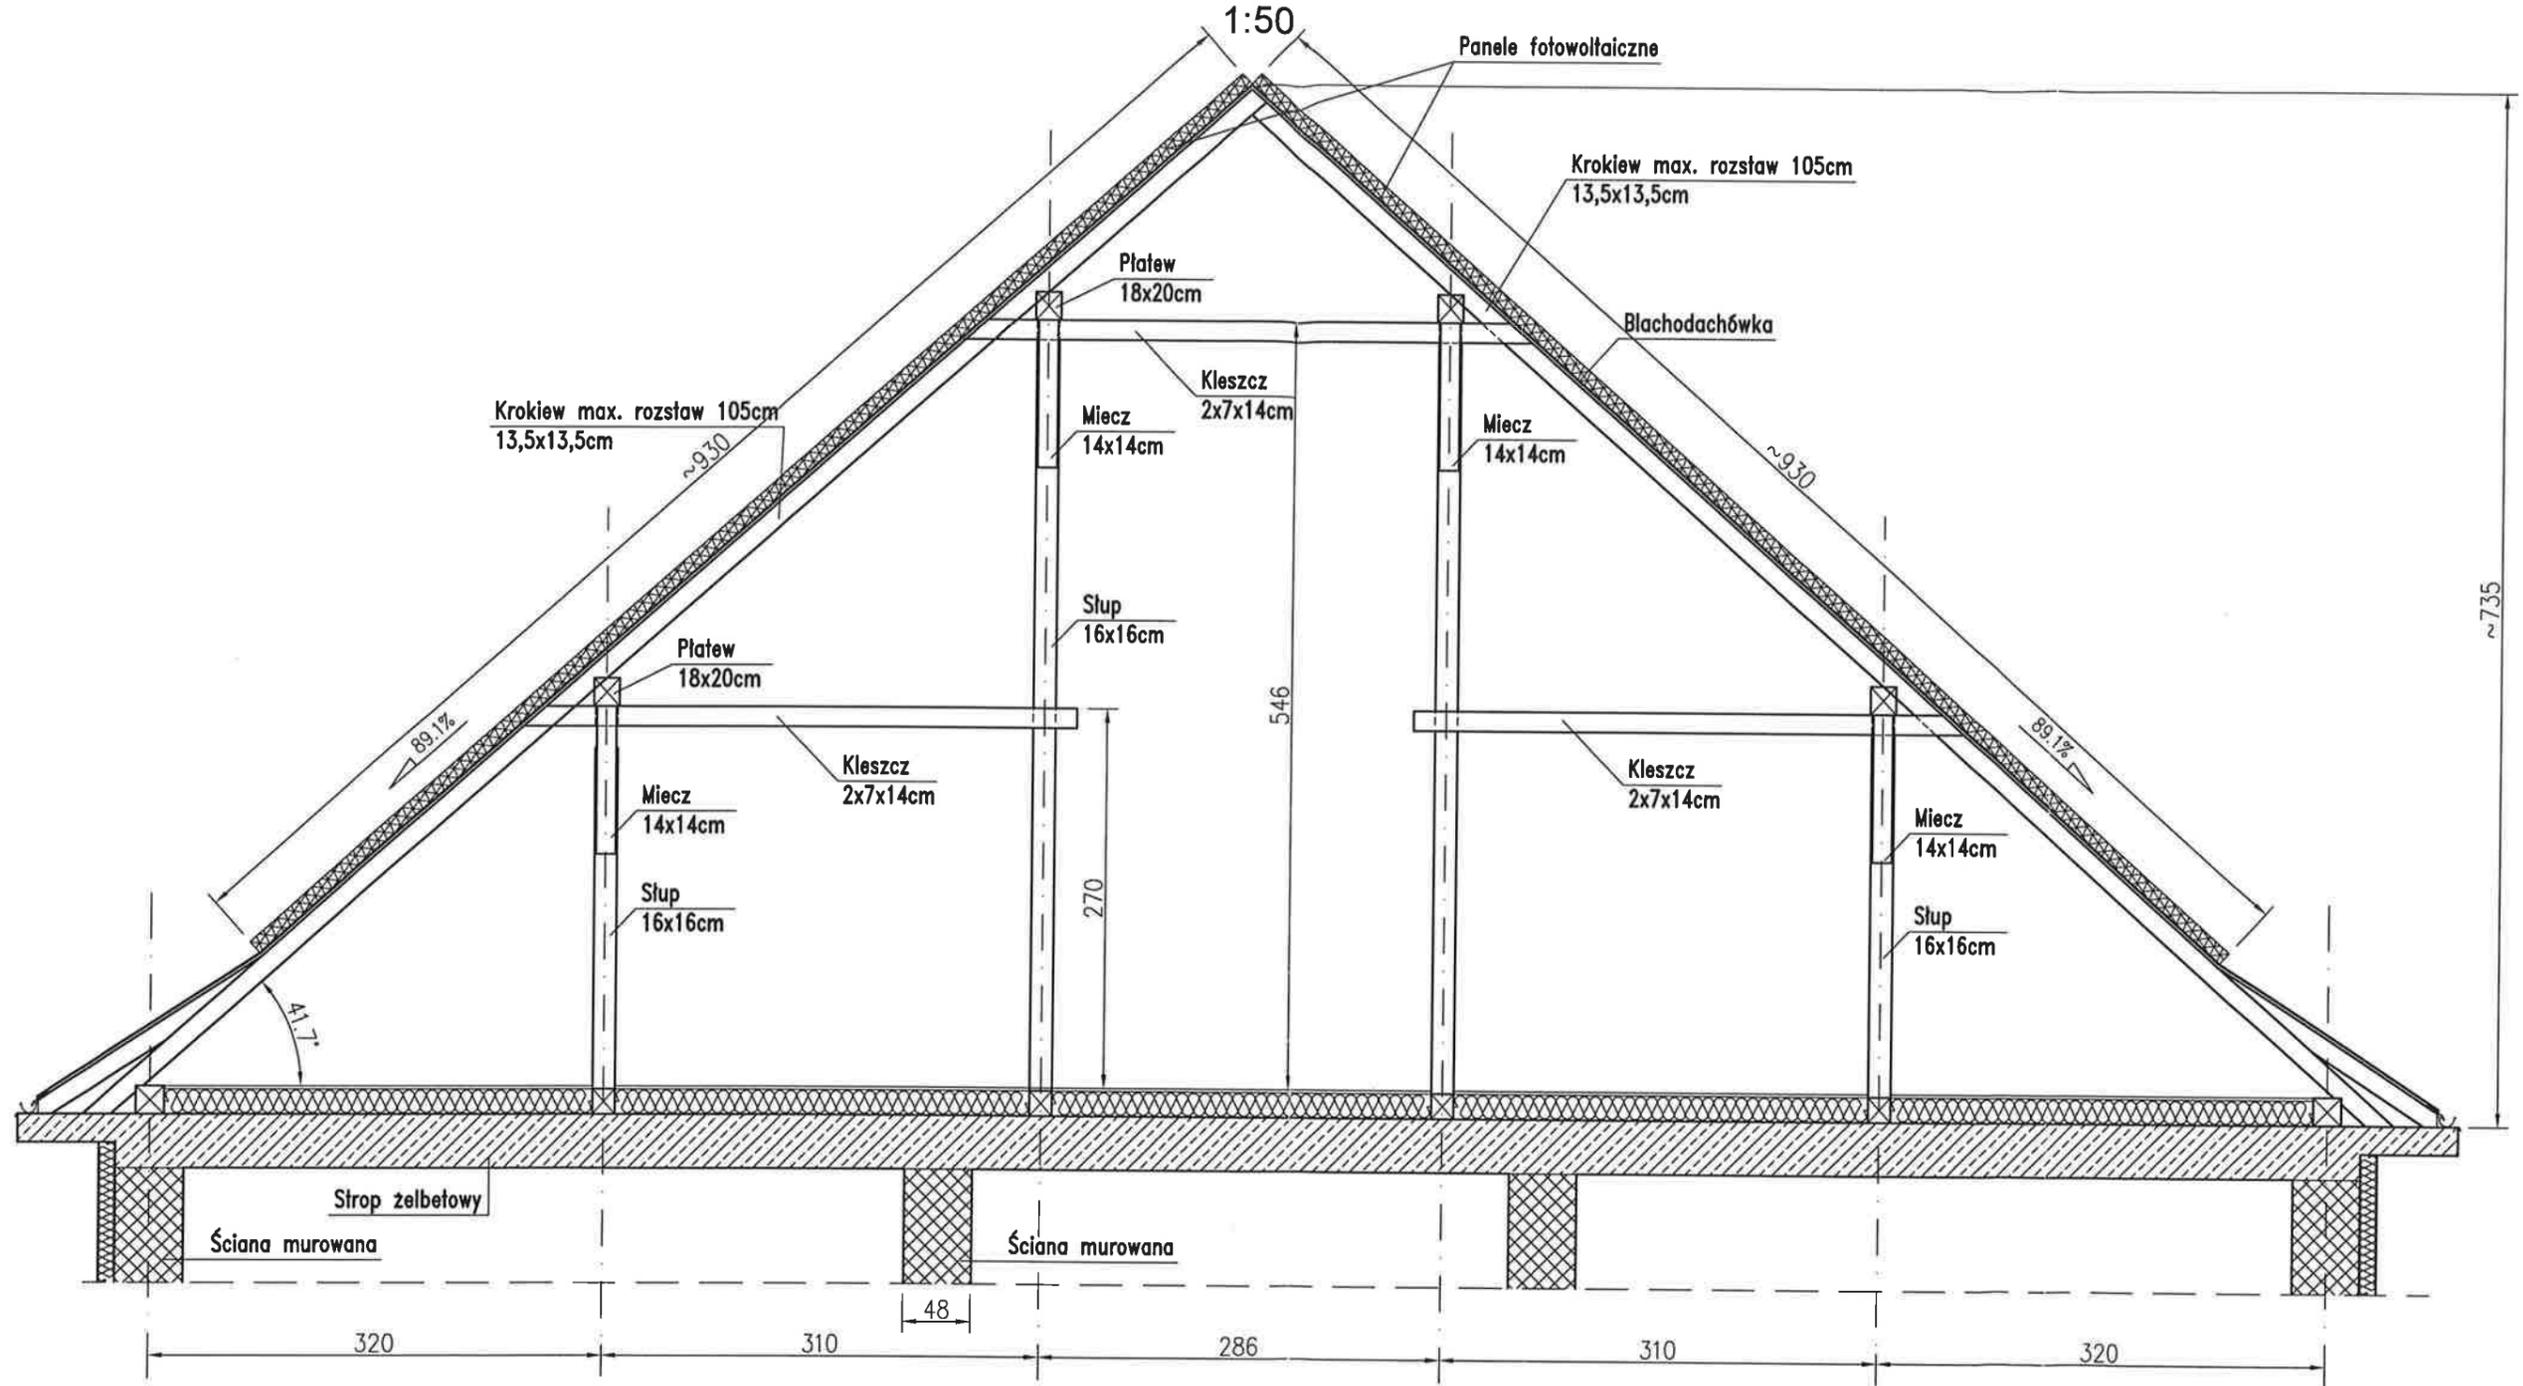 1:50
Panele fotowoltaiczne
Krokiew max. rozstaw 105cm
13,5x13,5cm
Płatew
18x20cm
Blachodachówka
Kleszcz
2x7x14cm
Krokiew max. rozstaw 105cm
13,5x13,5cm
Miecz
14x14cm
Miecz
14x14cm
~930
~930
Słup
16x16cm
~735
Płatew
18x20cm
546
89.1%
89.1%
Kleszcz
2x7x14cm
Kleszcz
2x7x14cm
Miecz
14x14cm
Miecz
14x14cm
270
Słup
16x16cm
Słup
16x16cm
41.7°
Strop żelbetowy
Ściana murowana
Ściana murowana
48
320
310
286
310
320